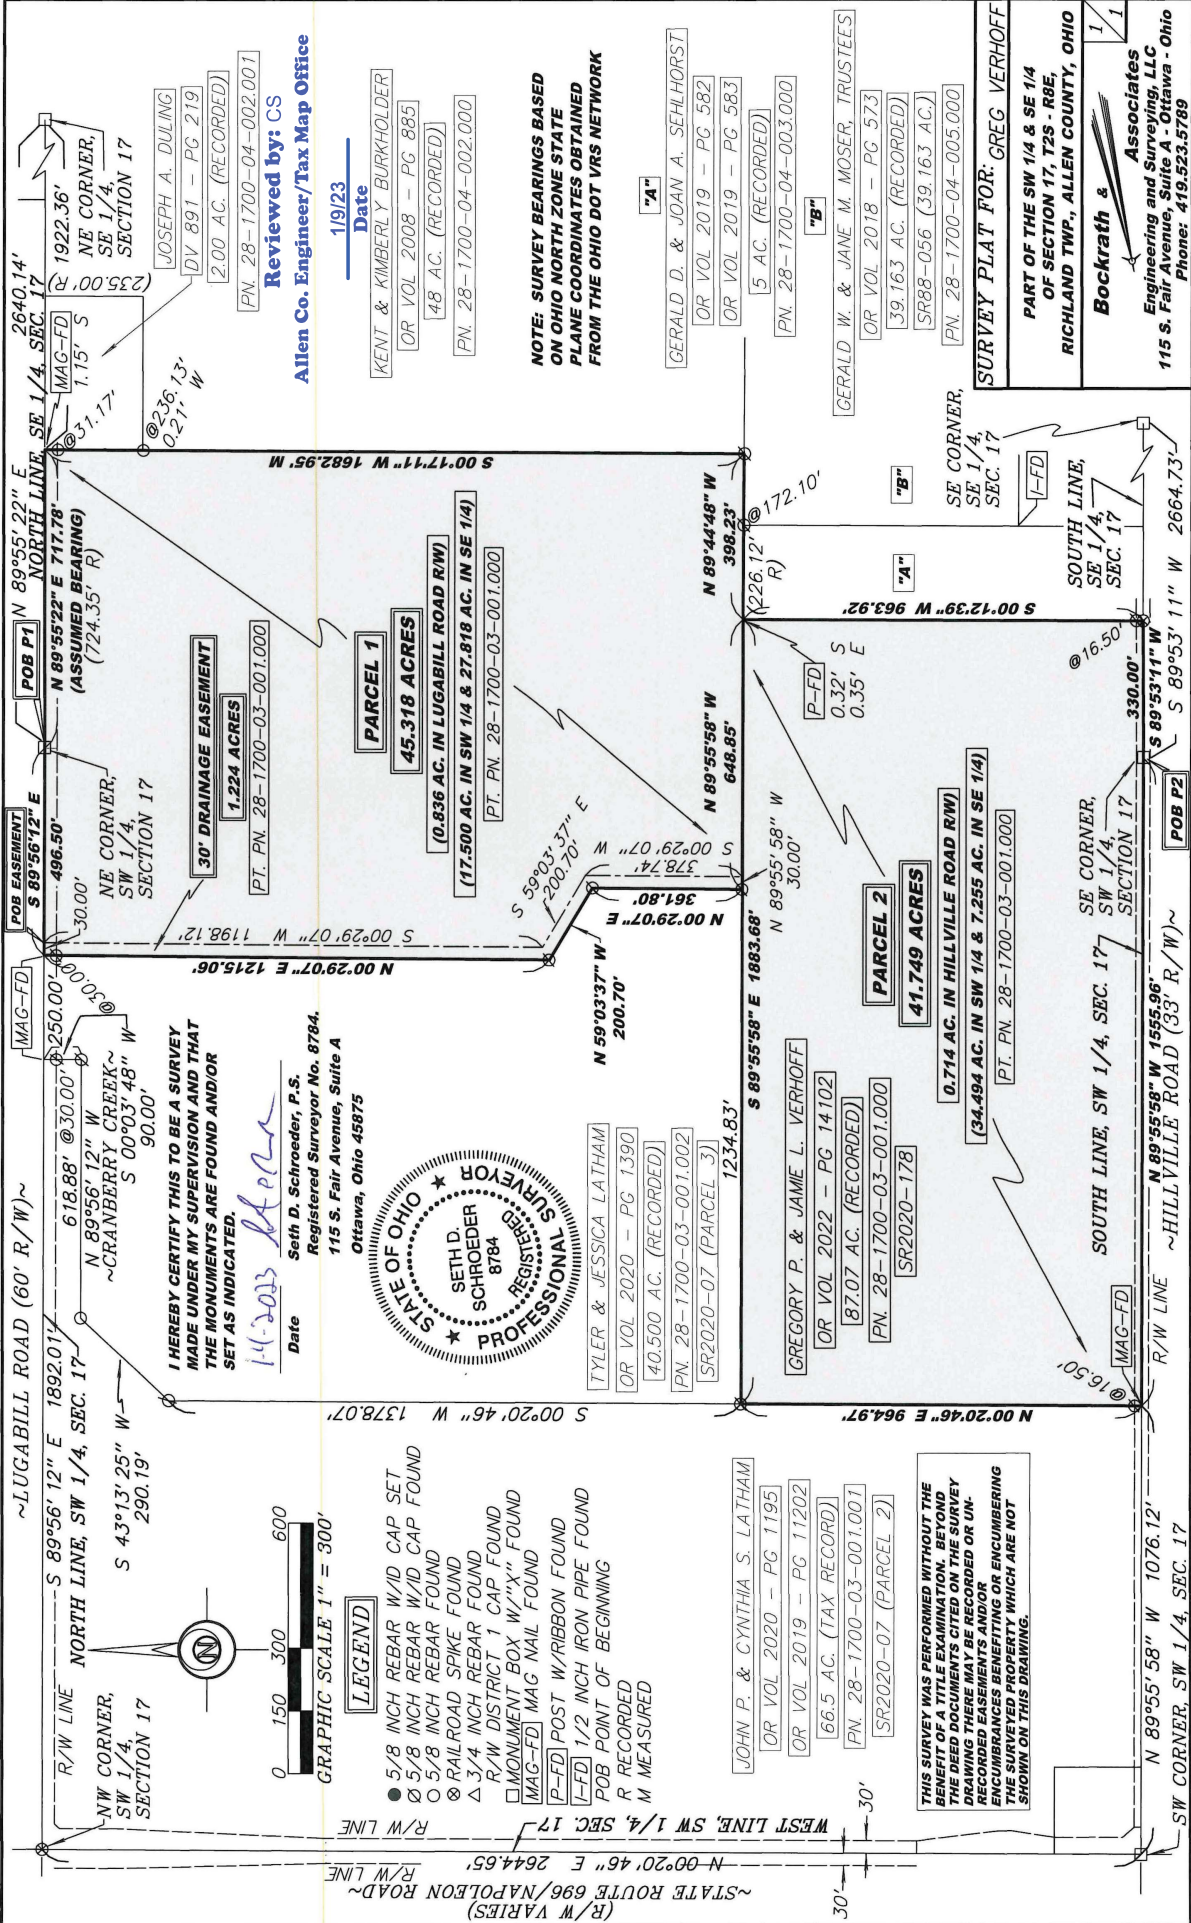 ~LUGABILL ROAD (60' R/W)~
NW CORNER,
SW 1/4,
SECTION 17
R/W LINE
S 89°56'12" E 1892.01'
NORTH LINE, SW 1/4, SEC. 17
618.88'
@30.00'
250.00'
@30.00'
MAG-FD
N 89°56'12" W
~CRANBERRY CREEK~
S 00°03'48" W
90.00'
S 43°13'25" W
290.19'
POB EASEMENT
S 89°56'12" E
496.50'
30.00'
NE CORNER,
SW 1/4,
SECTION 17
POB P1
N 89°55'22" E 2640.14'
NORTH LINE, SE 1/4, SEC. 17
N 89°55'22" E 717.78'
(ASSUMED BEARING)
(724.35' R)
MAG-FD
1.15' S
@31.17'
(235.00' R)
1922.36'
NE CORNER,
SE 1/4,
SECTION 17
@236.13'
0.21' W
JOSEPH A. DULING
DV 891 - PG 219
2.00 AC. (RECORDED)
PN. 28-1700-04-002.001
Reviewed by: CS
Allen Co. Engineer/Tax Map Office
1/9/23
Date
KENT & KIMBERLY BURKHOLDER
OR VOL 2008 - PG 885
48 AC. (RECORDED)
PN. 28-1700-04-002.000
NOTE: SURVEY BEARINGS BASED
ON OHIO NORTH ZONE STATE
PLANE COORDINATES OBTAINED
FROM THE OHIO DOT VRS NETWORK
"A"
GERALD D. & JOAN A. SEHLHORST
OR VOL 2019 - PG 582
OR VOL 2019 - PG 583
5 AC. (RECORDED)
PN. 28-1700-04-003.000
"B"
GERALD W. & JANE M. MOSER, TRUSTEES
OR VOL 2018 - PG 573
39.163 AC. (RECORDED)
SR88-056 (39.163 AC.)
PN. 28-1700-04-005.000
30' DRAINAGE EASEMENT
1.224 ACRES
PT. PN. 28-1700-03-001.000
PARCEL 1
45.318 ACRES
(0.836 AC. IN LUGABILL ROAD R/W)
(17.500 AC. IN SW 1/4 & 27.818 AC. IN SE 1/4)
PT. PN. 28-1700-03-001.000
S 00°17'11" W 1682.95' M
S 00°29'07" W 1198.12'
N 00°29'07" E 1215.06'
S 59°03'37" E
200.70'
N 59°03'37" W
200.70'
S 00°29'07" W
378.74'
N 00°29'07" E
361.80'
N 89°55'58" W
648.85'
N 89°55'58" W
30.00'
N 89°44'48" W
398.23'
@172.10'
(226.12' R)
P-FD
0.32' S
0.35' E
"A"
"B"
I-FD
SE CORNER,
SE 1/4,
SEC. 17
SOUTH LINE,
SE 1/4,
SEC. 17
S 00°12'39" W 963.92'
@16.50'
330.00'
S 89°53'11" W
S 89°53'11" W 2664.73'
SE CORNER,
SW 1/4,
SECTION 17
POB P2
I HEREBY CERTIFY THIS TO BE A SURVEY
MADE UNDER MY SUPERVISION AND THAT
THE MONUMENTS ARE FOUND AND/OR
SET AS INDICATED.
1-4-2023
Date
Seth D. Schroeder, P.S.
Registered Surveyor No. 8784.
115 S. Fair Avenue, Suite A
Ottawa, Ohio 45875
STATE OF OHIO
SETH D.
SCHROEDER
8784
REGISTERED
PROFESSIONAL SURVEYOR
TYLER & JESSICA LATHAM
OR VOL 2020 - PG 1390
40.500 AC. (RECORDED)
PN. 28-1700-03-001.002
SR2020-07 (PARCEL 3)
S 00°20'46" W 1378.07'
1234.83'
S 89°55'58" E 1883.68'
GREGORY P. & JAMIE L. VERHOFF
OR VOL 2022 - PG 14102
87.07 AC. (RECORDED)
PN. 28-1700-03-001.000
SR2020-178
PARCEL 2
41.749 ACRES
0.714 AC. IN HILLVILLE ROAD R/W)
(34.494 AC. IN SW 1/4 & 7.255 AC. IN SE 1/4)
PT. PN. 28-1700-03-001.000
N 00°20'46" E 964.97'
@16.50'
MAG-FD
SOUTH LINE, SW 1/4, SEC. 17
N 89°55'58" W 1555.96'
R/W LINE
~HILLVILLE ROAD (33' R/W)~
GRAPHIC SCALE 1" = 300'
0
150
300
600
N
LEGEND
5/8 INCH REBAR W/ID CAP SET
5/8 INCH REBAR W/ID CAP FOUND
5/8 INCH REBAR FOUND
RAILROAD SPIKE FOUND
3/4 INCH REBAR FOUND
R/W DISTRICT 1 CAP FOUND
MONUMENT BOX W/"X" FOUND
MAG-FD MAG NAIL FOUND
P-FD POST W/RIBBON FOUND
I-FD 1/2 INCH IRON PIPE FOUND
POB POINT OF BEGINING
R RECORDED
M MEASURED
JOHN P. & CYNTHIA S. LATHAM
OR VOL 2020 - PG 1195
OR VOL 2019 - PG 11202
66.5 AC. (TAX RECORD)
PN. 28-1700-03-001.001
SR2020-07 (PARCEL 2)
THIS SURVEY WAS PERFORMED WITHOUT THE
BENEFIT OF A TITLE EXAMINATION. BEYOND
THE DEED DOCUMENTS CITED ON THE SURVEY
DRAWING THERE MAY BE RECORDED OR UN-
RECORDED EASEMENTS AND/OR
ENCUMBRANCES BENEFITING OR ENCUMBERING
THE SURVEYED PROPERTY WHICH ARE NOT
SHOWN ON THIS DRAWING.
R/W LINE
WEST LINE, SW 1/4, SEC. 17
N 00°20'46" E 2644.65'
R/W LINE
~STATE ROUTE 696/NAPOLEON ROAD~
(R/W VARIES)
30'
30'
N 89°55'58" W 1076.12'
SW CORNER, SW 1/4, SEC. 17
SURVEY PLAT FOR: GREG VERHOFF
PART OF THE SW 1/4 & SE 1/4
OF SECTION 17, T2S - R8E,
RICHLAND TWP., ALLEN COUNTY, OHIO
Bockrath &
Associates
Engineering and Surveying, LLC
115 S. Fair Avenue, Suite A - Ottawa - Ohio
Phone: 419.523.5789
1/1